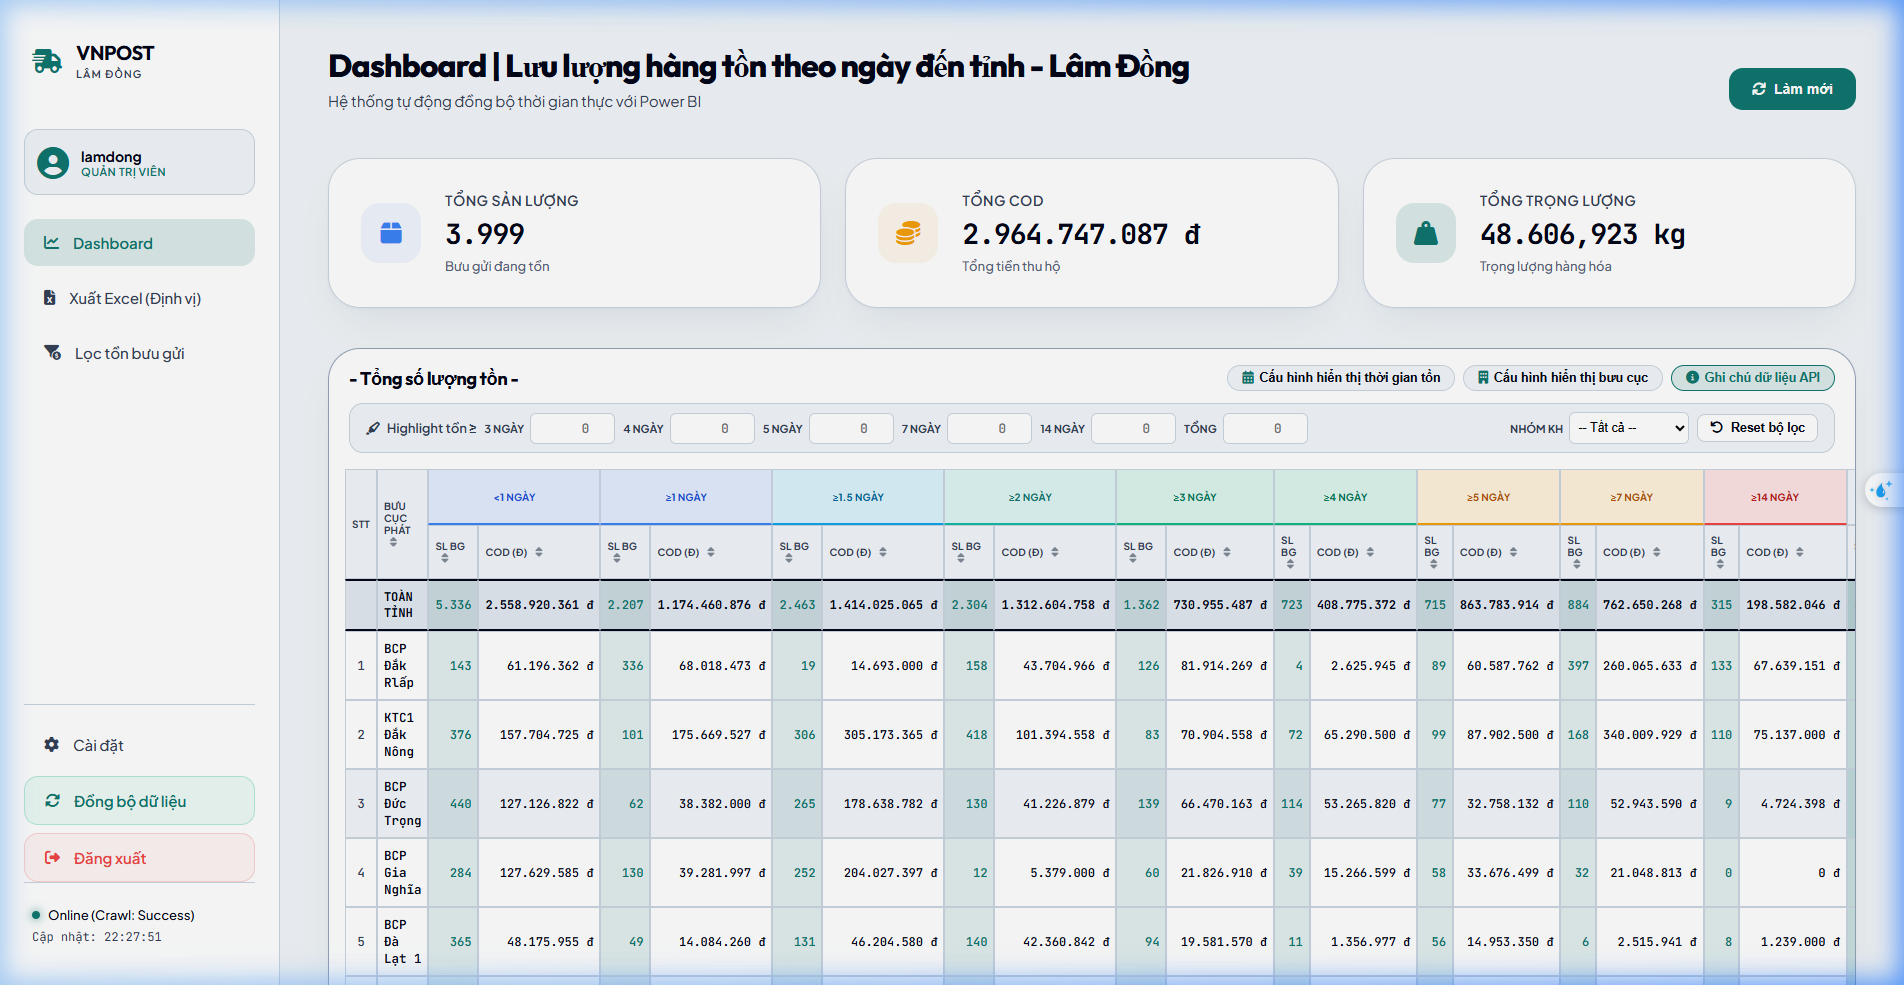 VNPOST
LÂM ĐỒNG
lamdong
QUẢN TRỊ VIÊN
Dashboard
Xuất Excel (Định vị)
Lọc tồn bưu gửi
Cài đặt
Đồng bộ dữ liệu
Đăng xuất
Online (Crawl: Success)
Cập nhật: 22:27:51
Dashboard | Lưu lượng hàng tồn theo ngày đến tỉnh - Lâm Đồng
Hệ thống tự động đồng bộ thời gian thực với Power BI
Làm mới
TỔNG SẢN LƯỢNG
3.999
Bưu gửi đang tồn
TỔNG COD
2.964.747.087 đ
Tổng tiền thu hộ
TỔNG TRỌNG LƯỢNG
48.606,923 kg
Trọng lượng hàng hóa
- Tổng số lượng tồn -
Cấu hình hiển thị thời gian tồn
Cấu hình hiển thị bưu cục
Ghi chú dữ liệu API
Highlight tồn ≥ 3 NGÀY 0 4 NGÀY 0 5 NGÀY 0 7 NGÀY 0 14 NGÀY 0 TỔNG 0 NHÓM KH -- Tất cả -- Reset bộ lọc
STT BƯU CỤC PHÁT <1 NGÀY ≥1 NGÀY ≥1.5 NGÀY ≥2 NGÀY ≥3 NGÀY ≥4 NGÀY ≥5 NGÀY ≥7 NGÀY ≥14 NGÀY
SL BG COD (Đ) SL BG COD (Đ) SL BG COD (Đ) SL BG COD (Đ) SL BG COD (Đ) SL BG COD (Đ) SL BG COD (Đ) SL BG COD (Đ) SL BG COD (Đ)
TOÀN TỈNH 5.336 2.558.920.361 đ 2.207 1.174.460.876 đ 2.463 1.414.025.065 đ 2.304 1.312.604.758 đ 1.362 730.955.487 đ 723 408.775.372 đ 715 863.783.914 đ 884 762.650.268 đ 315 198.582.046 đ
1 BCP Đắk Rlấp 143 61.196.362 đ 336 68.018.473 đ 19 14.693.000 đ 158 43.704.966 đ 126 81.914.269 đ 4 2.625.945 đ 89 60.587.762 đ 397 260.065.633 đ 133 67.639.151 đ
2 KTC1 Đắk Nông 376 157.704.725 đ 101 175.669.527 đ 306 305.173.365 đ 418 101.394.558 đ 83 70.904.558 đ 72 65.290.500 đ 99 87.902.500 đ 168 340.009.929 đ 110 75.137.000 đ
3 BCP Đức Trọng 440 127.126.822 đ 62 38.382.000 đ 265 178.638.782 đ 130 41.226.879 đ 139 66.470.163 đ 114 53.265.820 đ 77 32.758.132 đ 110 52.943.590 đ 9 4.724.398 đ
4 BCP Gia Nghĩa 284 127.629.585 đ 130 39.281.997 đ 252 204.027.397 đ 12 5.379.000 đ 60 21.826.910 đ 39 15.266.599 đ 58 33.676.499 đ 32 21.048.813 đ 0 0 đ
5 BCP Đà Lạt 1 365 48.175.955 đ 49 14.084.260 đ 131 46.204.580 đ 140 42.360.842 đ 94 19.581.570 đ 11 1.356.977 đ 56 14.953.350 đ 6 2.515.941 đ 8 1.239.000 đ